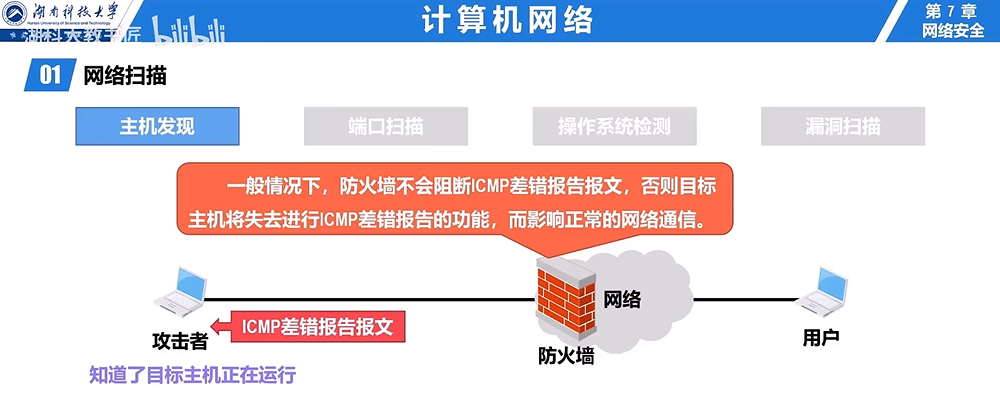 湖南科技大学
Hunan University of Science and Technology
湖科大教书匠 bilibili
计算机网络
第 7 章
网络安全
01 网络扫描
主机发现 端口扫描 操作系统检测 漏洞扫描
一般情况下，防火墙不会阻断ICMP差错报告报文，否则目标
主机将失去进行ICMP差错报告的功能，而影响正常的网络通信。
网络
ICMP差错报告报文
攻击者
用户
防火墙
知道了目标主机正在运行